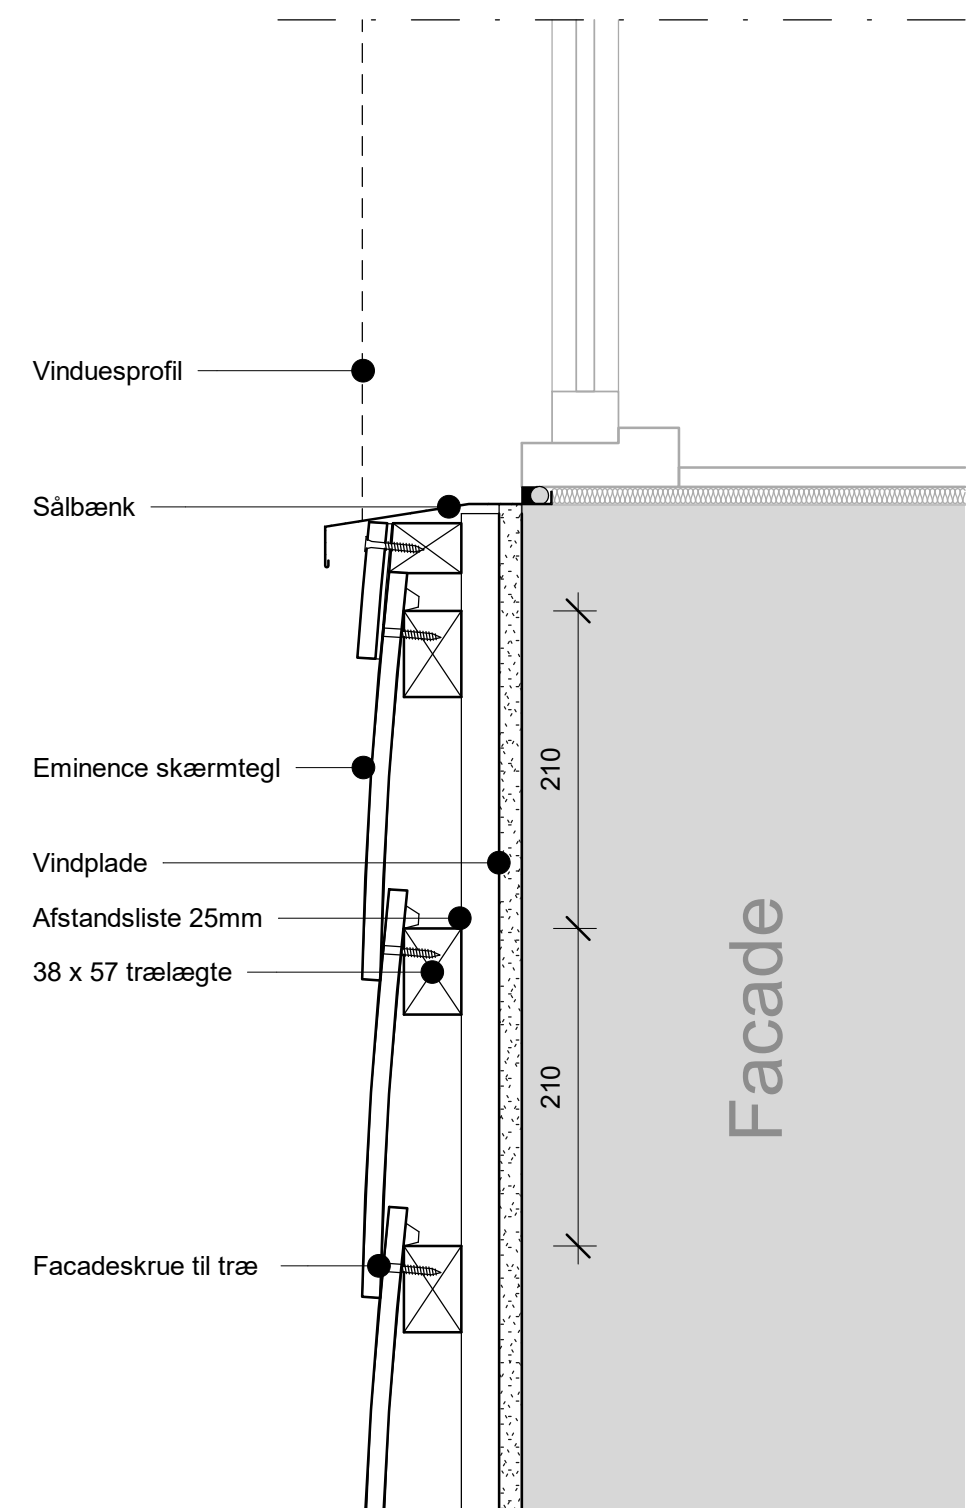 Vinduesprofil
Sålbænk
Eminence skærmtegl
210
Vindplade
Afstandsliste 25mm
38 x 57 trælægte
Facade
210
Facadeskrue til træ